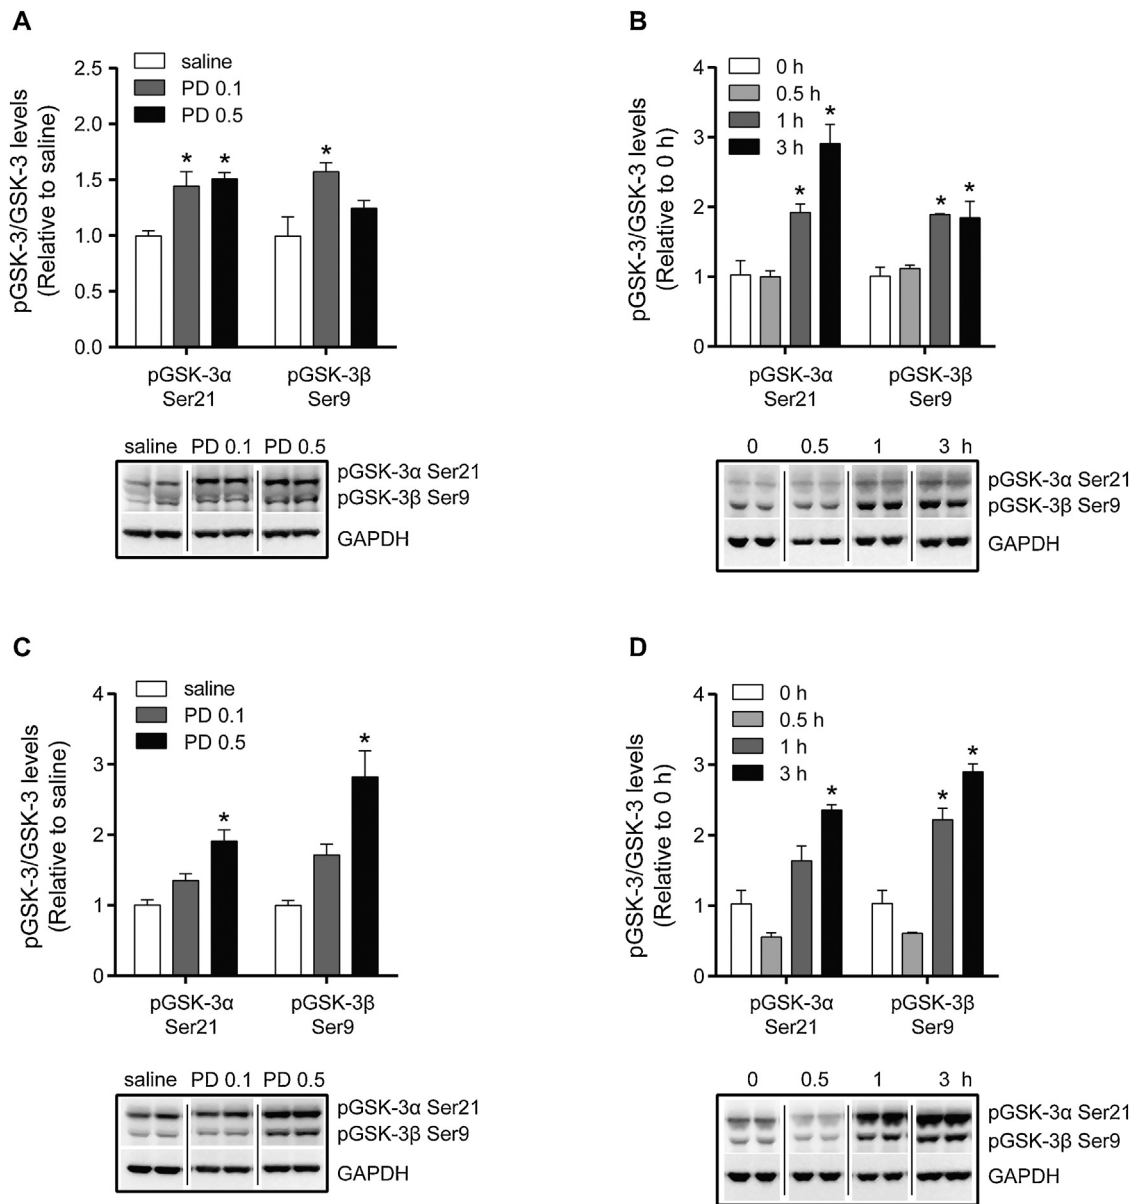 A
saline
PD 0.1
PD 0.5
pGSK-3/GSK-3 levels
(Relative to saline)
2.5
2.0
1.5
1.0
0.5
0.0
* * *
pGSK-3α
Ser21
pGSK-3β
Ser9
saline PD 0.1 PD 0.5
pGSK-3α Ser21
pGSK-3β Ser9
GAPDH
B
0 h
0.5 h
1 h
3 h
pGSK-3/GSK-3 levels
(Relative to 0 h)
4
3
2
1
0
* * * *
pGSK-3α
Ser21
pGSK-3β
Ser9
0 0.5 1 3 h
pGSK-3α Ser21
pGSK-3β Ser9
GAPDH
C
saline
PD 0.1
PD 0.5
pGSK-3/GSK-3 levels
(Relative to saline)
4
3
2
1
0
* *
pGSK-3α
Ser21
pGSK-3β
Ser9
saline PD 0.1 PD 0.5
pGSK-3α Ser21
pGSK-3β Ser9
GAPDH
D
0 h
0.5 h
1 h
3 h
pGSK-3/GSK-3 levels
(Relative to 0 h)
4
3
2
1
0
* * *
pGSK-3α
Ser21
pGSK-3β
Ser9
0 0.5 1 3 h
pGSK-3α Ser21
pGSK-3β Ser9
GAPDH